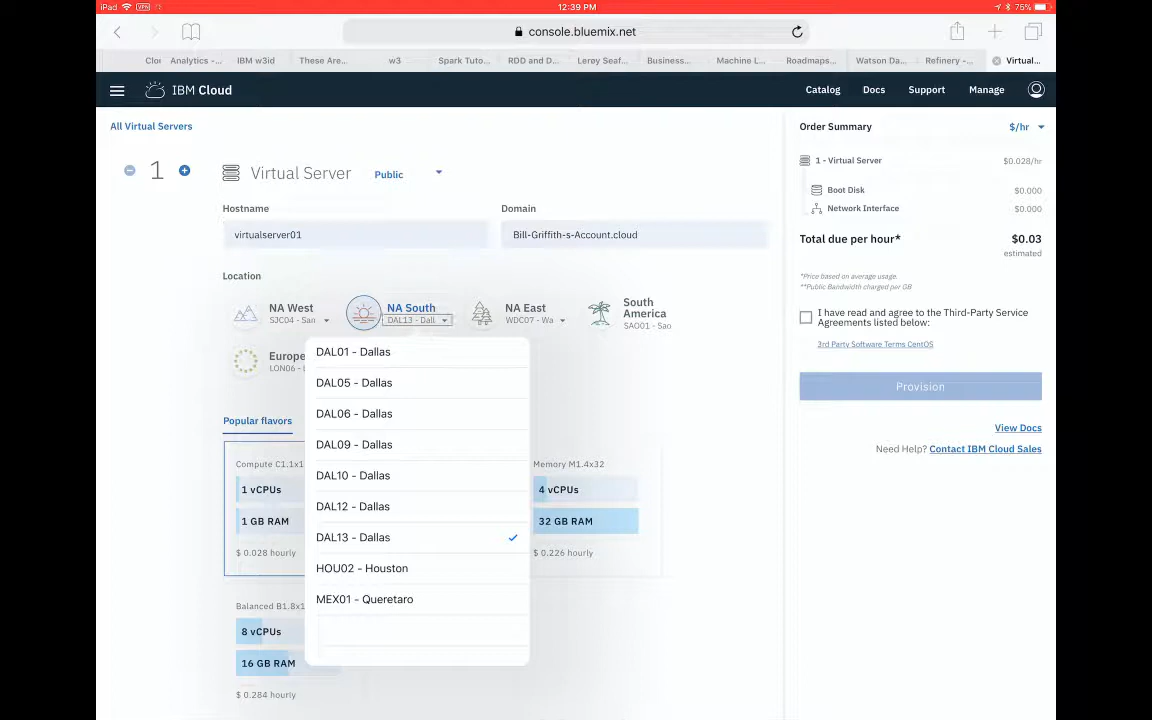 iPad VPN 12:39 PM 75%
console.bluemix.net
Clou Analytics -... IBM w3id These Are... w3 Spark Tuto... RDD and D... Lerøy Seaf... Business... Machine L... Roadmaps... Watson Da... Refinery -... Virtual...
IBM Cloud Catalog Docs Support Manage
All Virtual Servers
1 Virtual Server Public
Hostname Domain
virtualserver01 Bill-Griffith-s-Account.cloud
Location
NA West
SJC04 - San
NA South
DAL13 - Dall
NA East
WDC07 - Wa
South
America
SAO01 - Sao
Europe
LON06 - L
DAL01 - Dallas
DAL05 - Dallas
DAL06 - Dallas
DAL09 - Dallas
DAL10 - Dallas
DAL12 - Dallas
DAL13 - Dallas
HOU02 - Houston
MEX01 - Queretaro
Popular flavors
Compute C1.1x1
1 vCPUs
1 GB RAM
$ 0.028 hourly
Memory M1.4x32
4 vCPUs
32 GB RAM
$ 0.226 hourly
Balanced B1.8x1
8 vCPUs
16 GB RAM
$ 0.284 hourly
Order Summary $/hr
1 - Virtual Server $0.028/hr
Boot Disk $0.000
Network Interface $0.000
Total due per hour* $0.03
estimated
*Price based on average usage.
**Public Bandwidth charged per GB
I have read and agree to the Third-Party Service
Agreements listed below:
3rd Party Software Terms CentOS
Provision
View Docs
Need Help? Contact IBM Cloud Sales